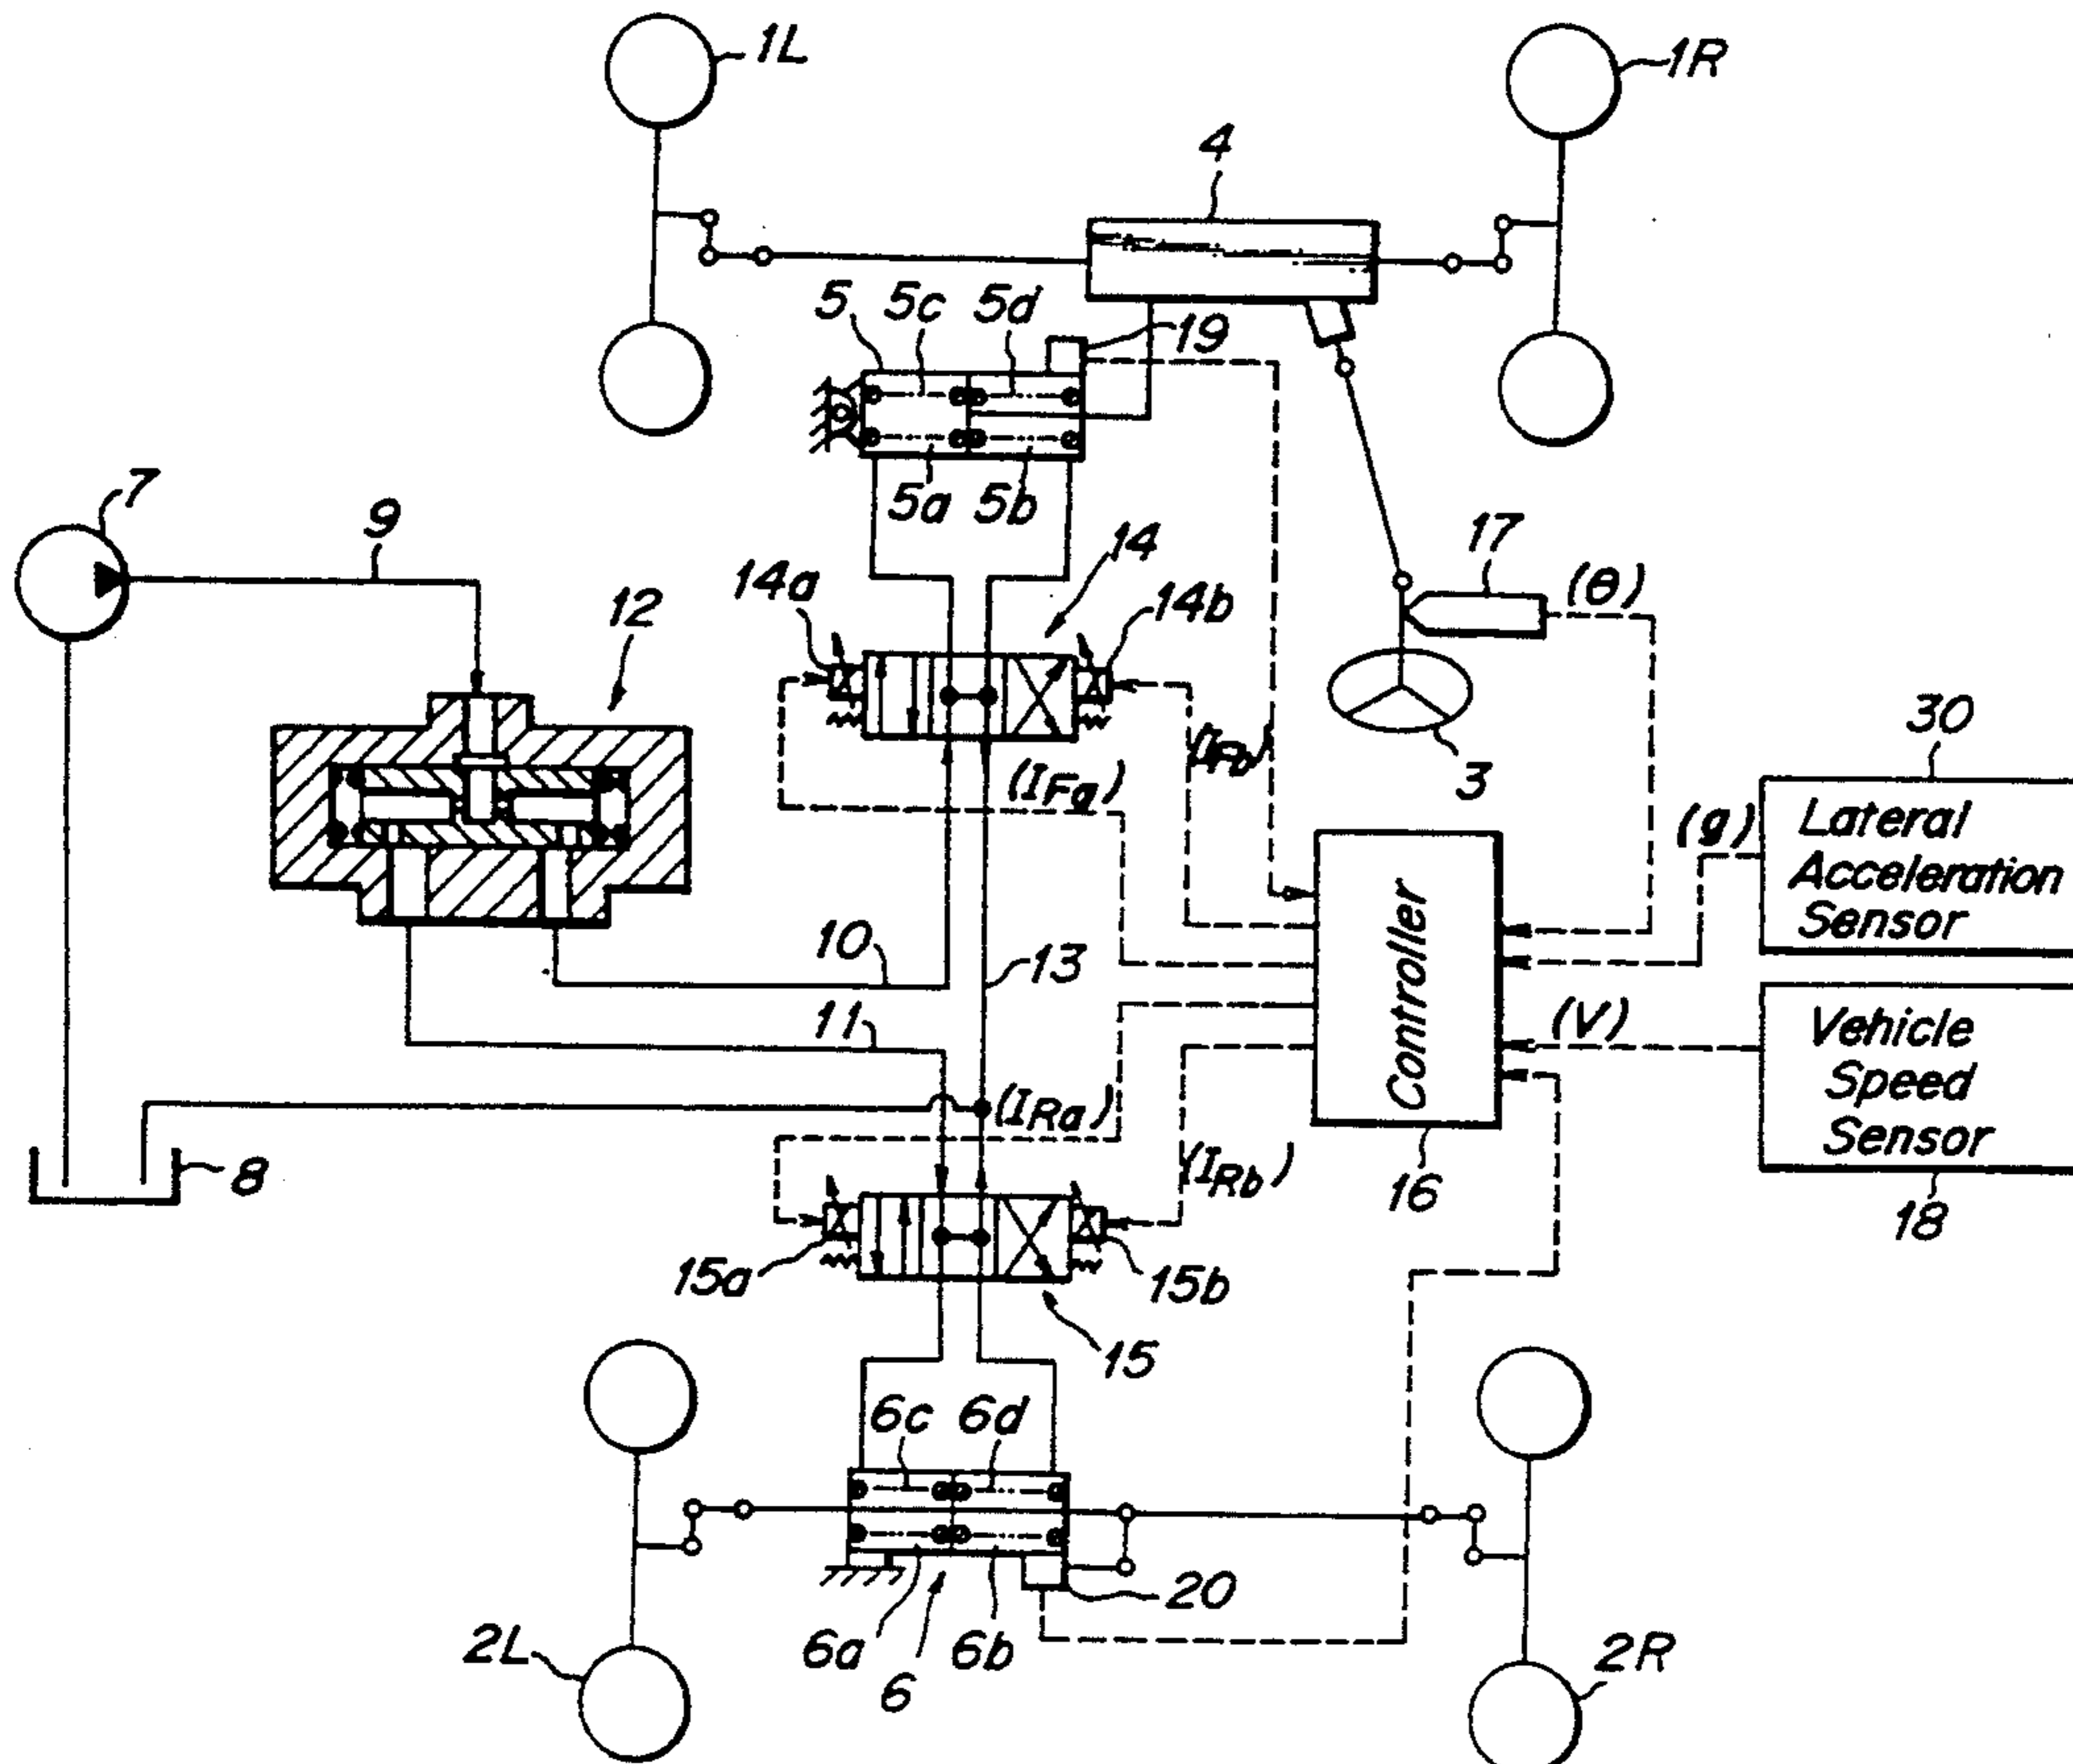 1L
1R
4
5
5c
5d
19
7
9
5a
5b
17
(θ)
14
14a
14b
12
3
30
(IFb)
(IFa)
(g)
Lateral
Acceleration
Sensor
Controller
10
13
(V)
11
Vehicle
Speed
Sensor
(IRa)
8
(IRb)
16
18
15a
15b
15
6c
6d
20
2L
6a
6b
6
2R